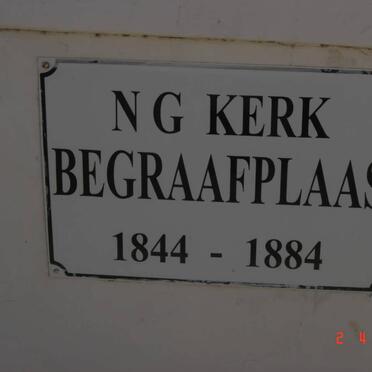 N G KERK
BEGRAAFPLAAS
1844 - 1884
2 4